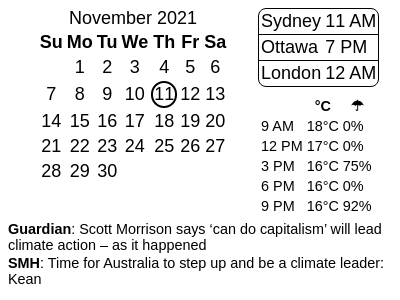 November 2021
Su Mo Tu We Th Fr Sa
1 2 3 4 5 6
7 8 9 10 11 12 13
14 15 16 17 18 19 20
21 22 23 24 25 26 27
28 29 30
Sydney 11 AM
Ottawa 7 PM
London 12 AM
°C ☂
9 AM 18°C 0%
12 PM 17°C 0%
3 PM 16°C 75%
6 PM 16°C 0%
9 PM 16°C 92%
Guardian: Scott Morrison says ‘can do capitalism’ will lead
climate action – as it happened
SMH: Time for Australia to step up and be a climate leader:
Kean